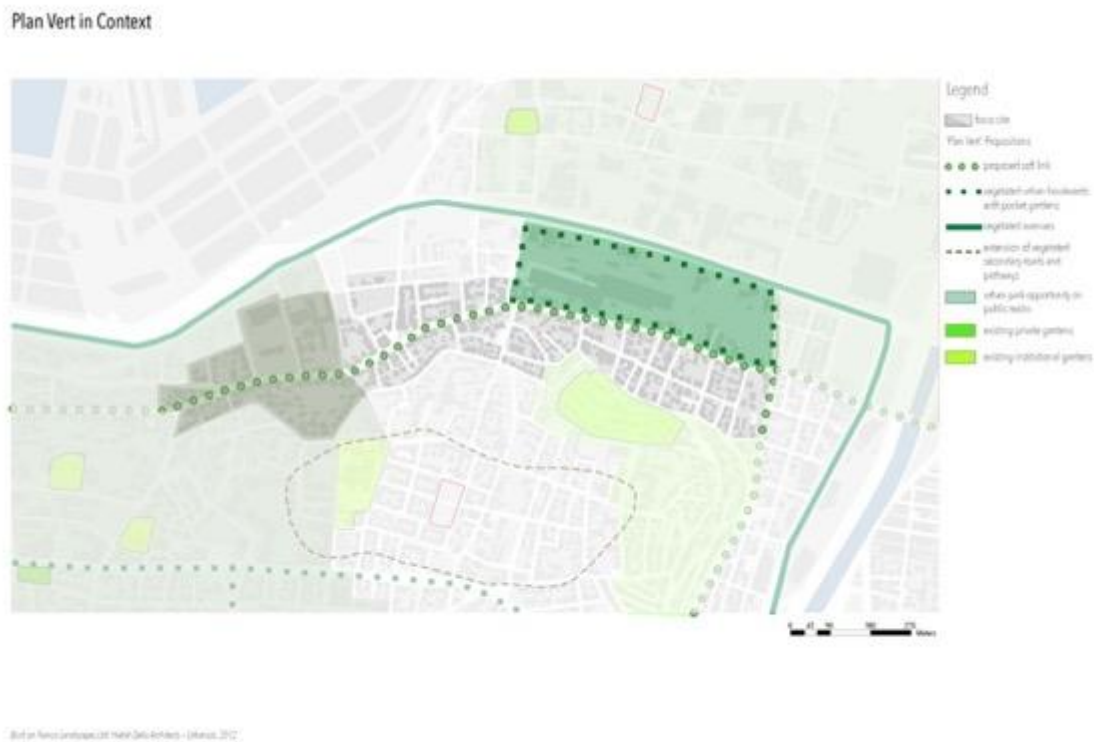 Plan Vert in Context
Legend
focus site
'Plan Vert' Propositions
proposed soft link
vegetated urban boulevards
with pocket gardens
vegetated avenues
extension of vegetated
secondary roads and
pathways
urban park opportunity on
public realm
existing private gardens
existing institutional gardens
0
Meters
2012